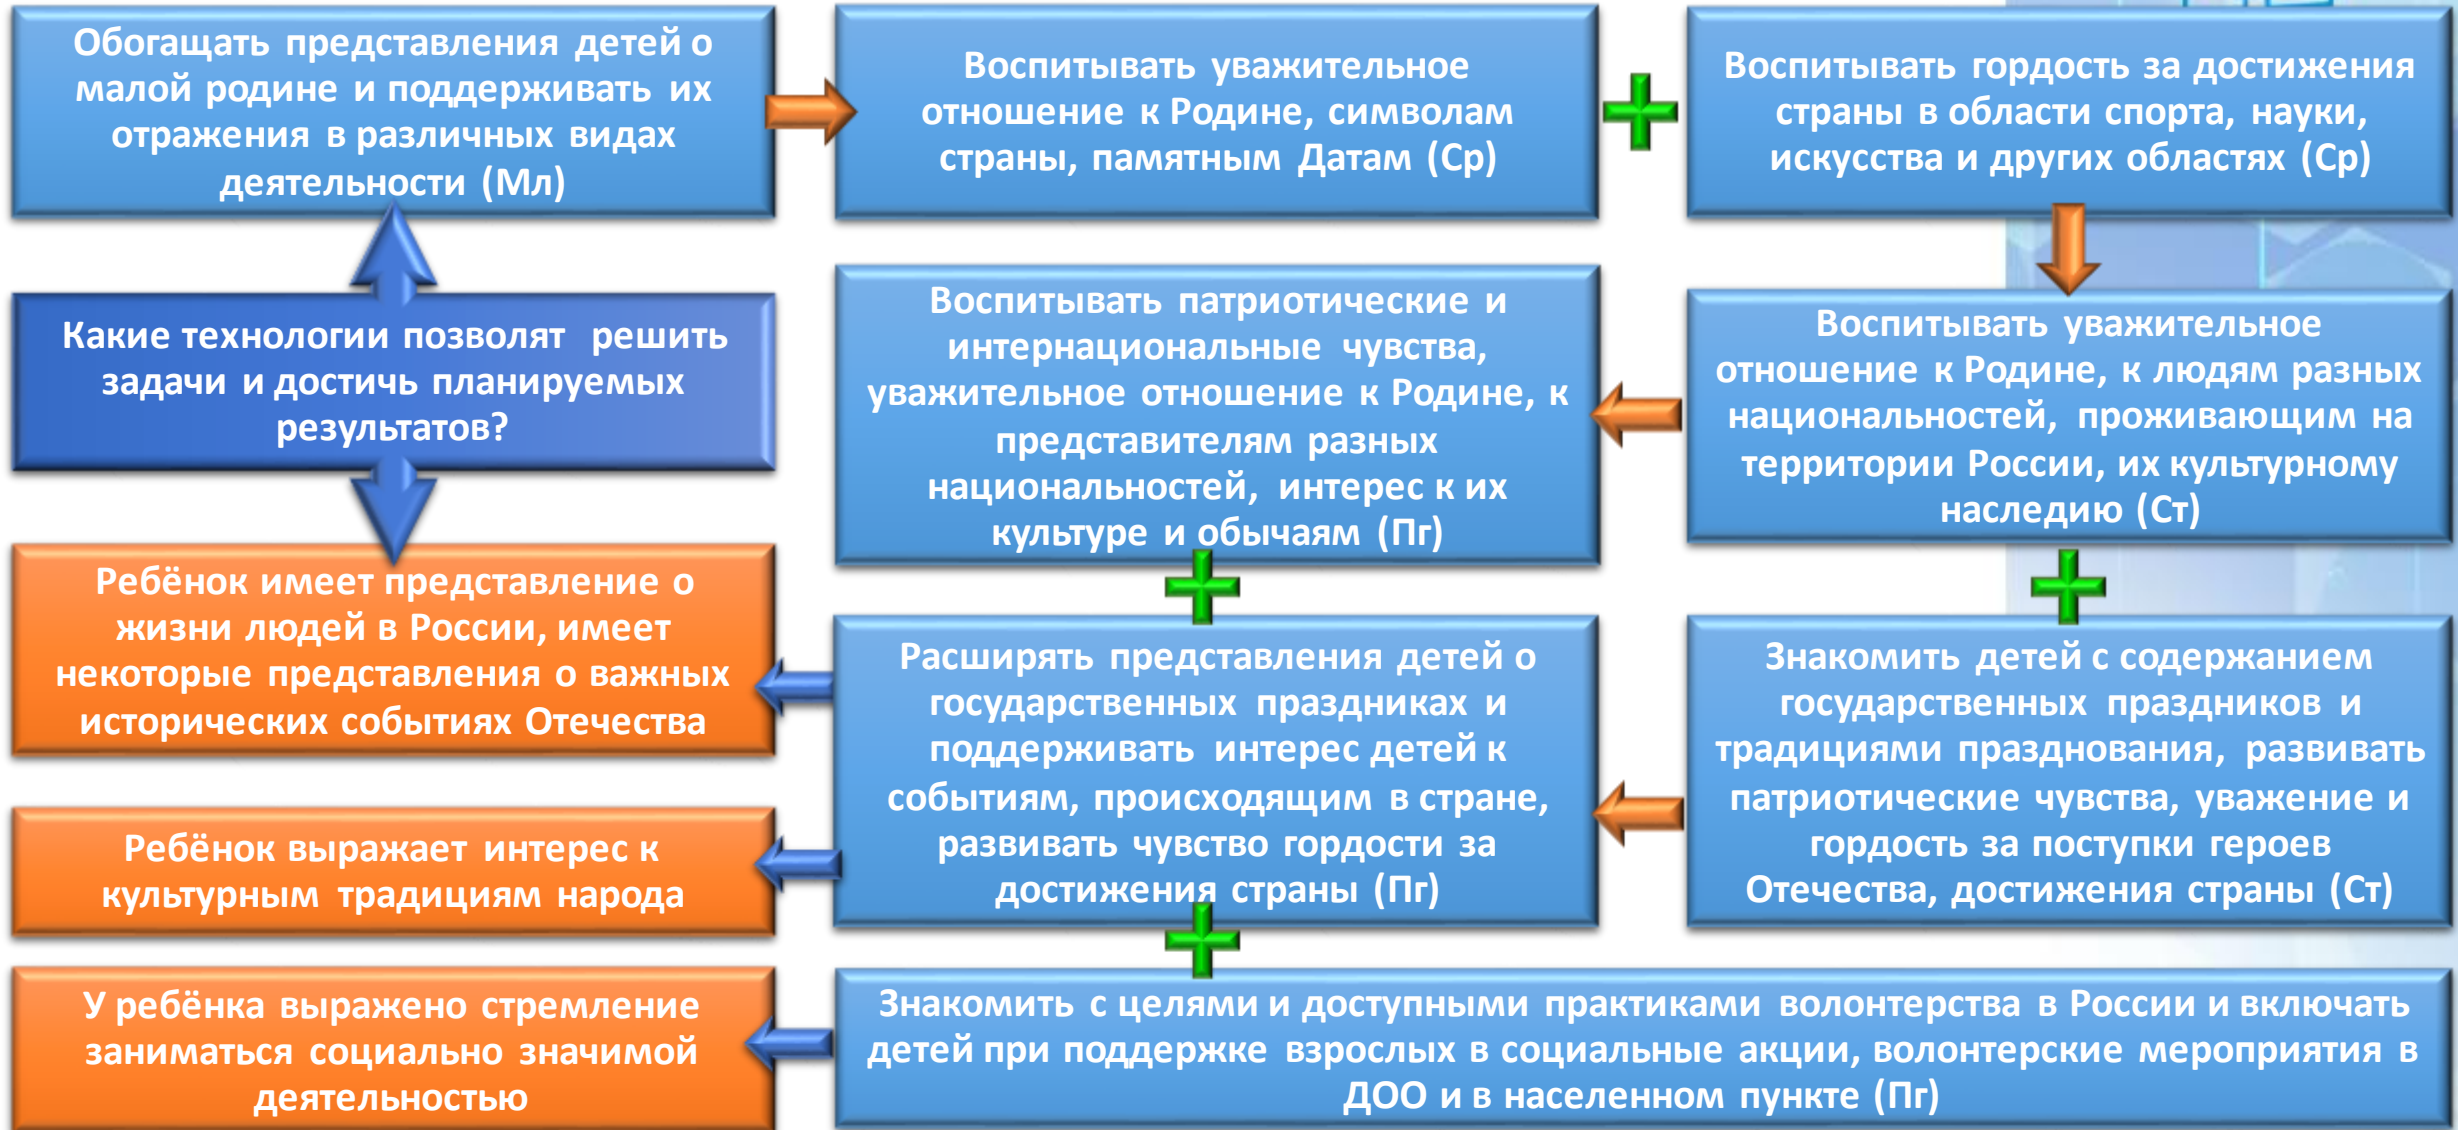 Обогащать представления детей о
малой родине и поддерживать их
отражения в различных видах
деятельности (Мл)
Воспитывать уважительное
отношение к Родине, символам
страны, памятным Датам (Ср)
Воспитывать гордость за достижения
страны в области спорта, науки,
искусства и других областях (Ср)
Какие технологии позволят решить
задачи и достичь планируемых
результатов?
Воспитывать патриотические и
интернациональные чувства,
уважительное отношение к Родине, к
представителям разных
национальностей, интерес к их
культуре и обычаям (Пг)
Воспитывать уважительное
отношение к Родине, к людям разных
национальностей, проживающим на
территории России, их культурному
наследию (Ст)
Ребёнок имеет представление о
жизни людей в России, имеет
некоторые представления о важных
исторических событиях Отечества
Расширять представления детей о
государственных праздниках и
поддерживать интерес детей к
событиям, происходящим в стране,
развивать чувство гордости за
достижения страны (Пг)
Знакомить детей с содержанием
государственных праздников и
традициями празднования, развивать
патриотические чувства, уважение и
гордость за поступки героев
Отечества, достижения страны (Ст)
Ребёнок выражает интерес к
культурным традициям народа
У ребёнка выражено стремление
заниматься социально значимой
деятельностью
Знакомить с целями и доступными практиками волонтерства в России и включать
детей при поддержке взрослых в социальные акции, волонтерские мероприятия в
ДОО и в населенном пункте (Пг)